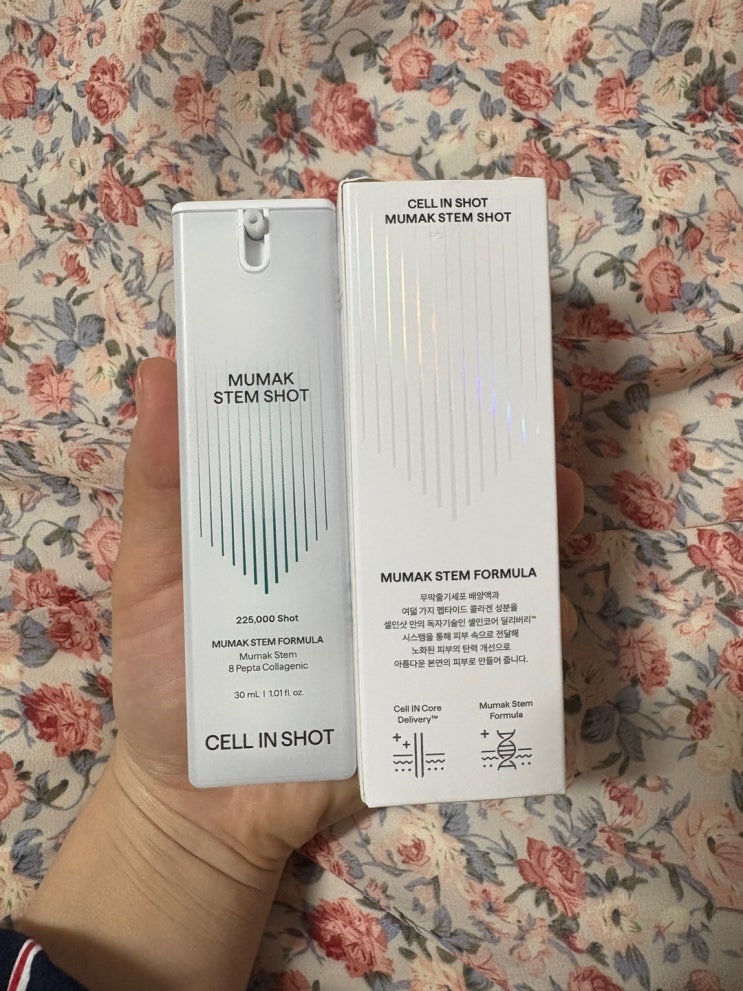 MUMAK
STEM SHOT
225,000 Shot
MUMAK STEM FORMULA
Mumak Stem
8 Pepta Collagenic
30 mL | 1.01 fl. oz.
CELL IN SHOT
CELL IN SHOT
MUMAK STEM SHOT
MUMAK STEM FORMULA
무막줄기세포 배양액과
여덟 가지 펩타이드 콜라겐 성분을
셀인샷 만의 독자기술인 셀인코어 딜리버리™
시스템을 통해 피부 속으로 전달해
노화된 피부의 탄력 개선으로
아름다운 본연의 피부로 만들어 줍니다.
Cell IN Core
Delivery™
Mumak Stem
Formula